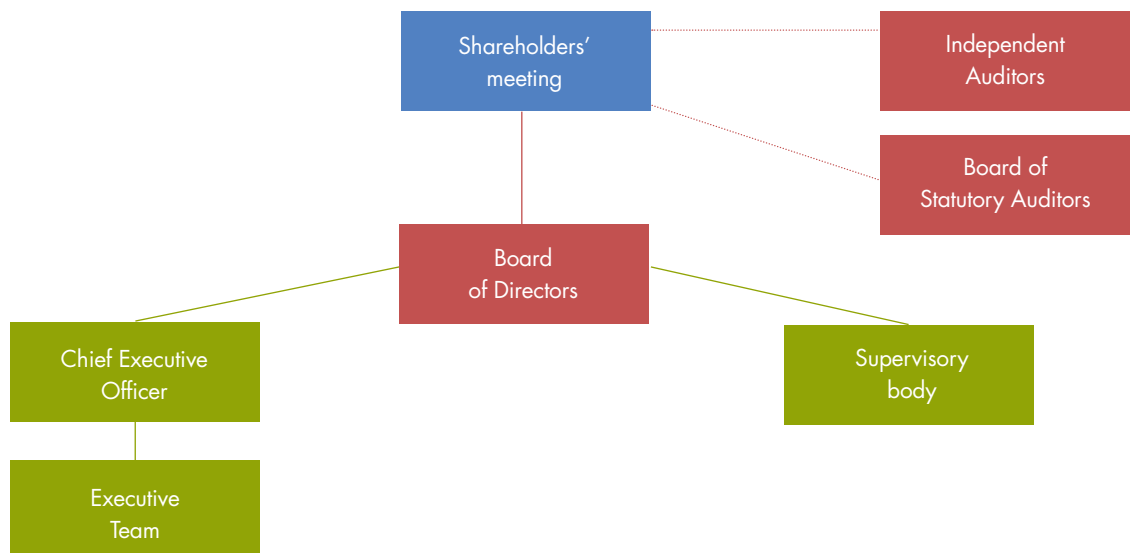 Shareholders’
meeting
Independent
Auditors
Board of
Statutory Auditors
Board
of Directors
Chief Executive
Officer
Supervisory
body
Executive
Team